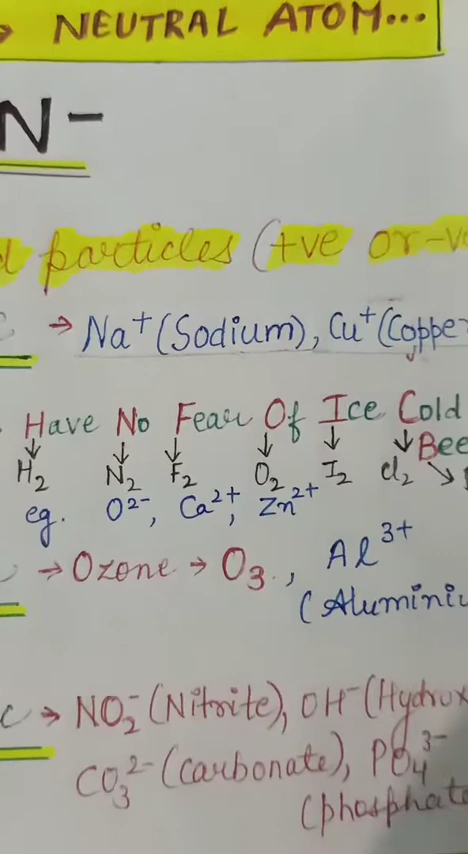 → NEUTRAL ATOM...
N-
particles (+ve or -v
→ Na⁺ (Sodium), Cu⁺ (Coppe
Have No Fear Of Ice Cold
Bee
↓ ↓ ↓ ↓ ↓ ↓ ↘
H₂ N₂ F₂ O₂ I₂ Cl₂
eg. O²⁻, Ca²⁺, Zn²⁺
→ Ozone → O₃, Al³⁺
(Aluminiu
C → NO₂⁻ (Nitrite), OH⁻ (Hydrox
CO₃²⁻ (Carbonate), PO₄³⁻
(phosphate